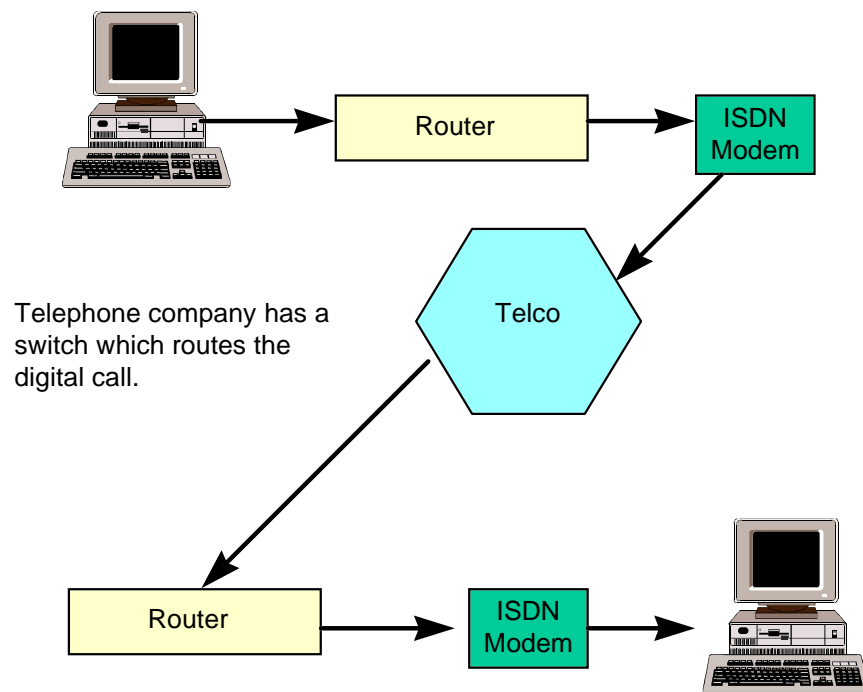 Router
ISDN
Modem
Telco
Telephone company has a
switch which routes the
digital call.
Router
ISDN
Modem